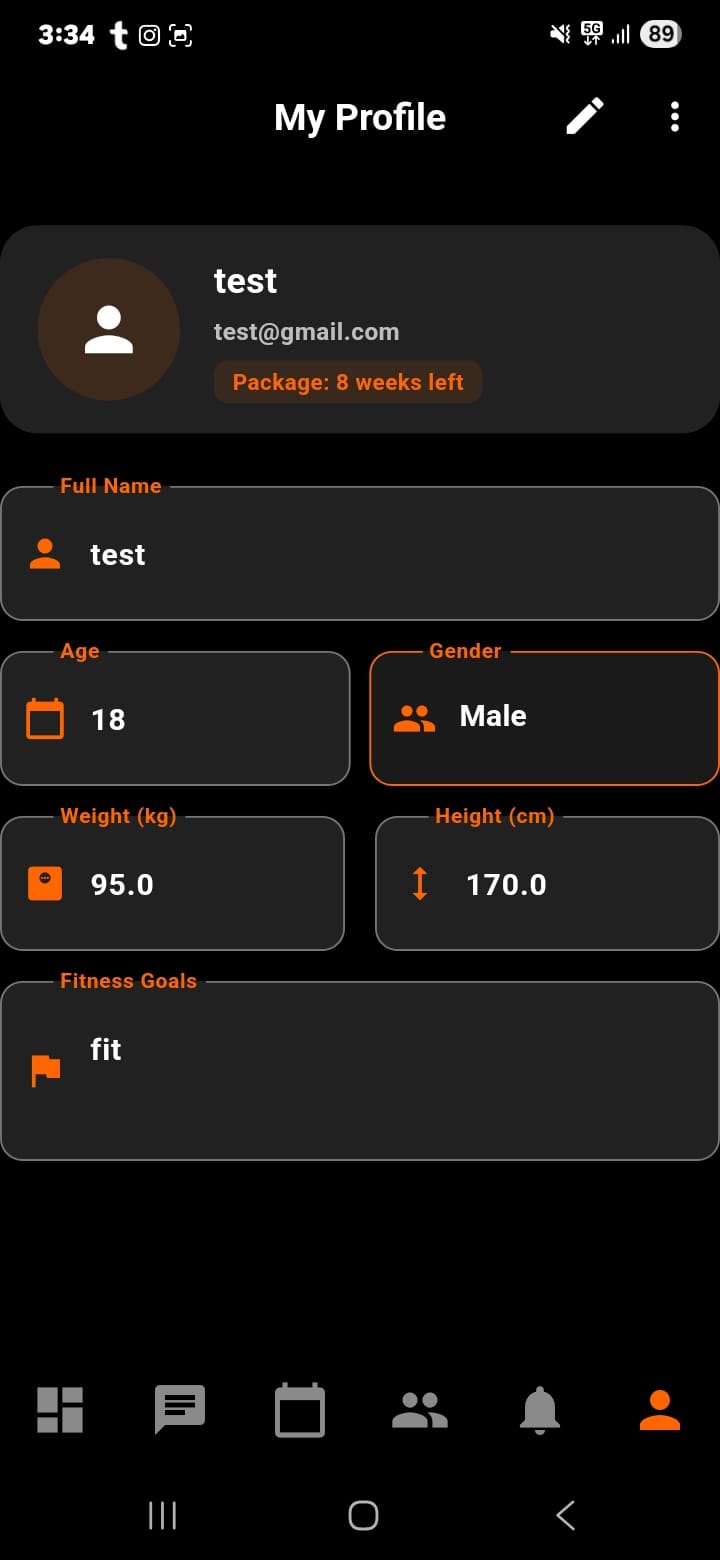 3:34
5G
89
My Profile
test
test@gmail.com
Package: 8 weeks left
Full Name
test
Age
18
Gender
Male
Weight (kg)
95.0
Height (cm)
170.0
Fitness Goals
fit